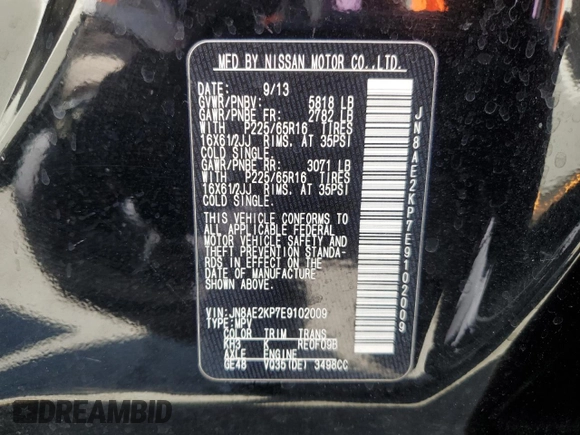 MFD BY NISSAN MOTOR CO.,LTD.
DATE: 9/13
GVWR/PNBV: 5818 LB
GAWR/PNBE FR: 2782 LB
WITH P225/65R16 TIRES
16X61/2JJ RIMS. AT 35PSI
COLD SINGLE.
GAWR/PNBE RR: 3071 LB
WITH P225/65R16 TIRES
16X61/2JJ RIMS. AT 35PSI
COLD SINGLE.
THIS VEHICLE CONFORMS TO
ALL APPLICABLE FEDERAL
MOTOR VEHICLE SAFETY AND
THEFT PREVENTION STANDA-
RDS IN EFFECT ON THE
DATE OF MANUFACTURE
SHOWN ABOVE.
VIN:JN8AE2KP7E9102009
TYPE:MPV
COLOR TRIM TRANS
KH3 K RE0F09B
AXLE ENGINE
GE48 VQ35(DE) 3498CC
JN8AE2KP7E9102009
DREAMBID